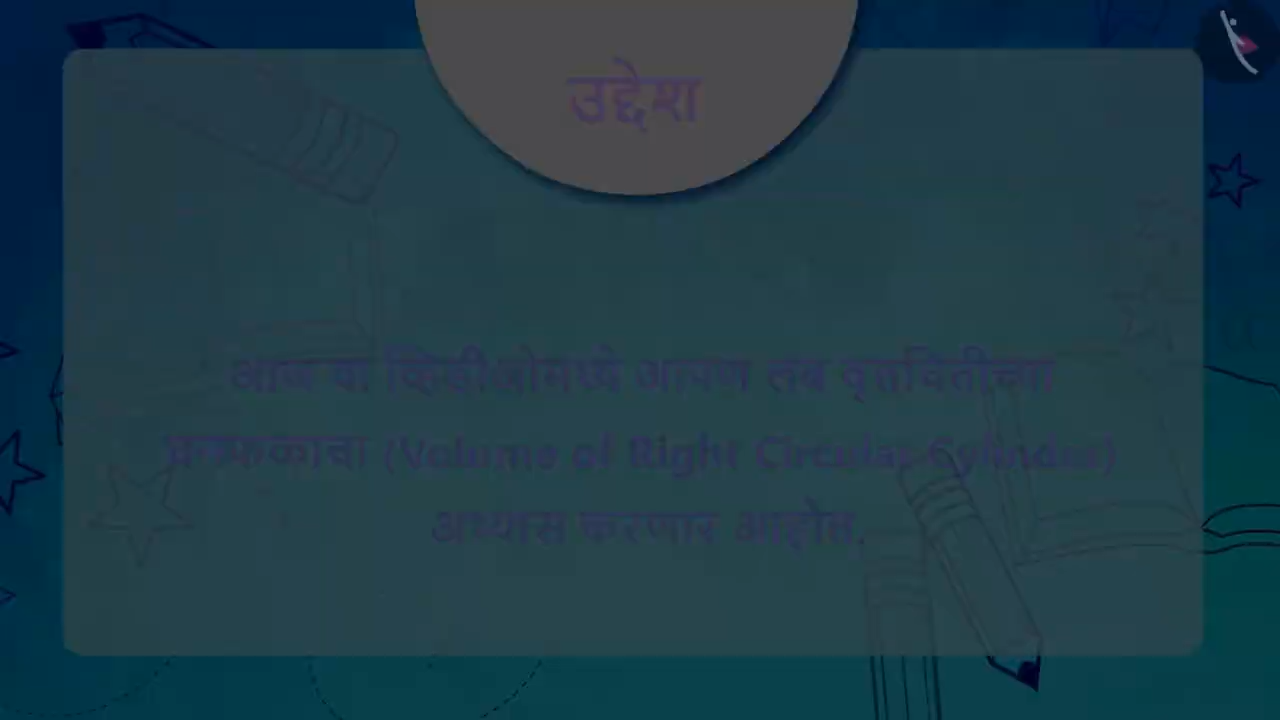 उद्देश
आज या व्हिडीओमध्ये आपण लंब वृत्तचितीच्या
घनफळाचा (Volume of Right Circular Cylinder)
अभ्यास करणार आहोत.